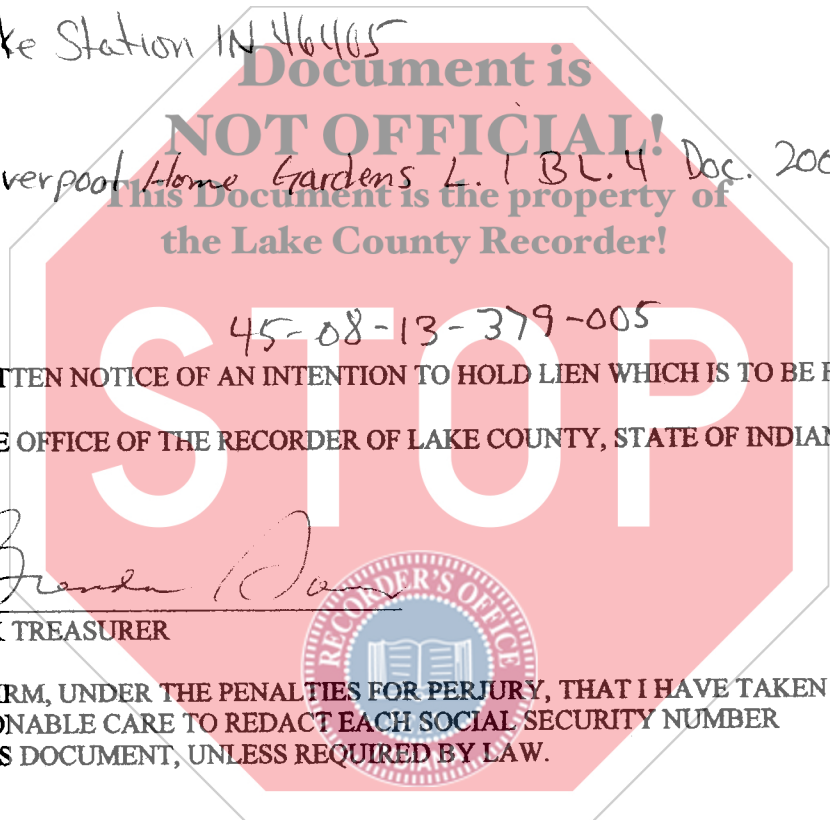 ke Station IN 46405
Document is
NOT OFFICIAL!
verpool Home Gardens L. 1 BL. 4 Doc. 200
This Document is the property of
the Lake County Recorder!
STOP
45-08-13-379-005
TTEN NOTICE OF AN INTENTION TO HOLD LIEN WHICH IS TO BE F
E OFFICE OF THE RECORDER OF LAKE COUNTY, STATE OF INDIAN
Brenda
TREASURER
RECORDER'S OFFICE
RM, UNDER THE PENALTIES FOR PERJURY, THAT I HAVE TAKEN
ONABLE CARE TO REDACT EACH SOCIAL SECURITY NUMBER
S DOCUMENT, UNLESS REQUIRED BY LAW.